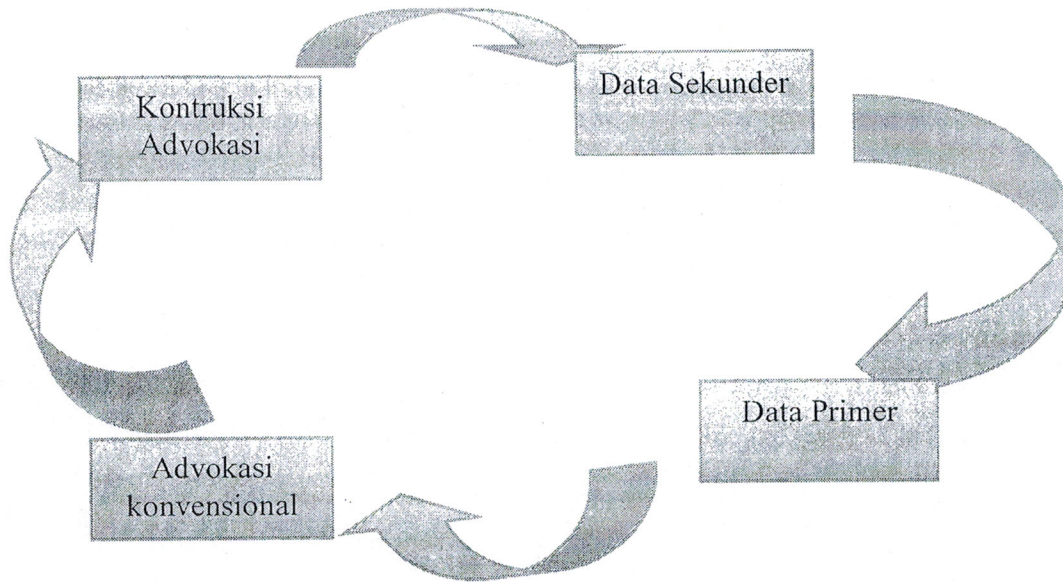 Kontruksi
Advokasi
Data Sekunder
Data Primer
Advokasi
konvensional